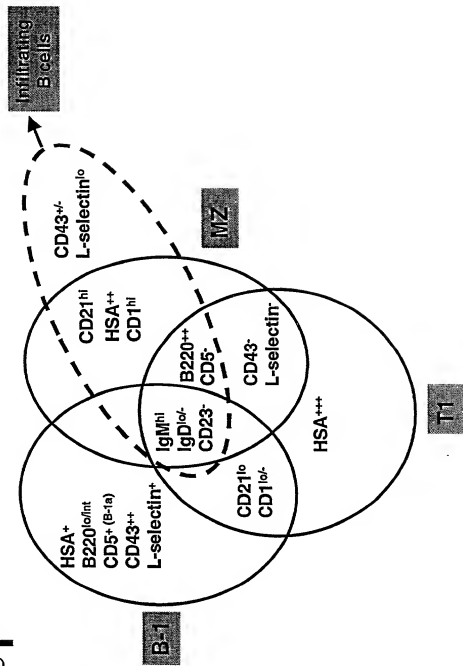 Infiltrating
B cells
CD43+/-
L-selectinlo
CD21hi
HSA++
CD1hi
MZ
HSA+
B220lo/int
CD5+ (B-1a)
CD43++
L-selectin+
B-1
IgMhi
IgDlo/-
CD23-
B220++
CD5-
CD43-
L-selectin-
CD21lo
CD1lo/-
HSA+++
T1